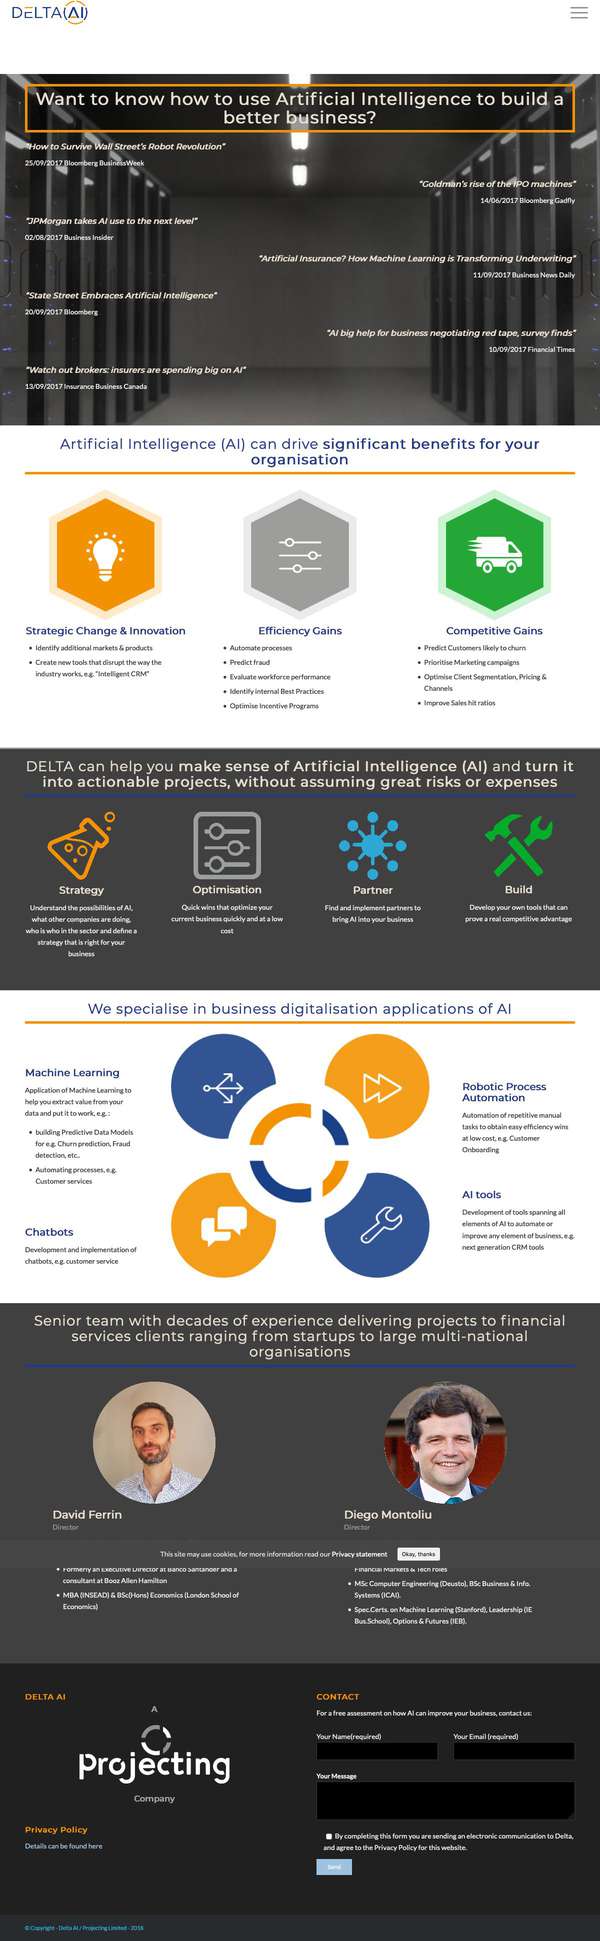 DELTA(AI)
Want to know how to use Artificial Intelligence to build a
better business?
"How to Survive Wall Street's Robot Revolution"
25/09/2017 Bloomberg BusinessWeek
"Goldman's rise of the IPO machines"
14/06/2017 Bloomberg Gadfly
"JPMorgan takes AI use to the next level"
02/08/2017 Business Insider
"Artificial Insurance? How Machine Learning is Transforming Underwriting"
11/09/2017 Business News Daily
"State Street Embraces Artificial Intelligence"
20/09/2017 Bloomberg
"AI big help for business negotiating red tape, survey finds"
10/09/2017 Financial Times
"Watch out brokers: insurers are spending big on AI"
13/09/2017 Insurance Business Canada
Artificial Intelligence (AI) can drive significant benefits for your
organisation
Strategic Change & Innovation
Identify additional markets & products
Create new tools that disrupt the way the
industry works, e.g. "Intelligent CRM"
Efficiency Gains
Automate processes
Predict fraud
Evaluate workforce performance
Identify internal Best Practices
Optimise Incentive Programs
Competitive Gains
Predict Customers likely to churn
Prioritise Marketing campaigns
Optimise Client Segmentation, Pricing &
Channels
Improve Sales hit ratios
DELTA can help you make sense of Artificial Intelligence (AI) and turn it
into actionable projects, without assuming great risks or expenses
Strategy
Understand the possibilities of AI,
what other companies are doing,
who is who in the sector and define a
strategy that is right for your
business
Optimisation
Quick wins that optimize your
current business quickly and at a low
cost
Partner
Find and implement partners to
bring AI into your business
Build
Develop your own tools that can
prove a real competitive advantage
We specialise in business digitalisation applications of AI
Machine Learning
Application of Machine Learning to
help you extract value from your
data and put it to work, e.g. :
building Predictive Data Models
for e.g. Churn prediction, Fraud
detection, etc..
Automating processes, e.g.
Customer services
Chatbots
Development and implementation of
chatbots, e.g. customer service
Robotic Process
Automation
Automation of repetitive manual
tasks to obtain easy efficiency wins
at low cost, e.g. Customer
Onboarding
AI tools
Development of tools spanning all
elements of AI to automate or
improve any element of business, e.g.
next generation CRM tools
Senior team with decades of experience delivering projects to financial
services clients ranging from startups to large multi-national
organisations
David Ferrin
Director
Diego Montoliu
Director
This site may use cookies, for more information read our Privacy statement
Okay, thanks
Formerly an Executive Director at Banco Santander and a
consultant at Booz Allen Hamilton
MBA (INSEAD) & BSc(Hons) Economics (London School of
Economics)
Financial Markets & Tech roles
MSc Computer Engineering (Deusto), BSc Business & Info.
Systems (ICAI).
Spec.Certs. on Machine Learning (Stanford), Leadership (IE
Bus.School), Options & Futures (IEB).
DELTA AI
A
Projecting
Company
Privacy Policy
Details can be found here
CONTACT
For a free assessment on how AI can improve your business, contact us:
Your Name(required)
Your Email (required)
Your Message
By completing this form you are sending an electronic communication to Delta,
and agree to the Privacy Policy for this website.
Send
© Copyright - Delta AI / Projecting Limited - 2018